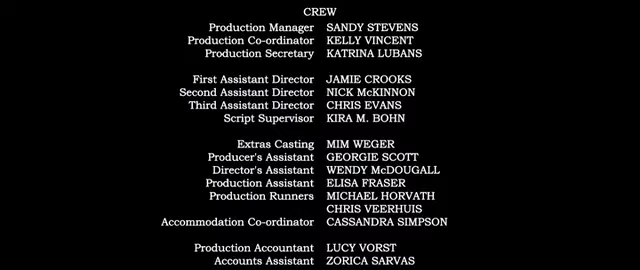 CREW
Production Manager SANDY STEVENS
Production Co-ordinator KELLY VINCENT
Production Secretary KATRINA LUBANS
First Assistant Director JAMIE CROOKS
Second Assistant Director NICK McKINNON
Third Assistant Director CHRIS EVANS
Script Supervisor KIRA M. BOHN
Extras Casting MIM WEGER
Producer's Assistant GEORGIE SCOTT
Director's Assistant WENDY McDOUGALL
Production Assistant ELISA FRASER
Production Runners MICHAEL HORVATH
CHRIS VEERHUIS
Accommodation Co-ordinator CASSANDRA SIMPSON
Production Accountant LUCY VORST
Accounts Assistant ZORICA SARVAS